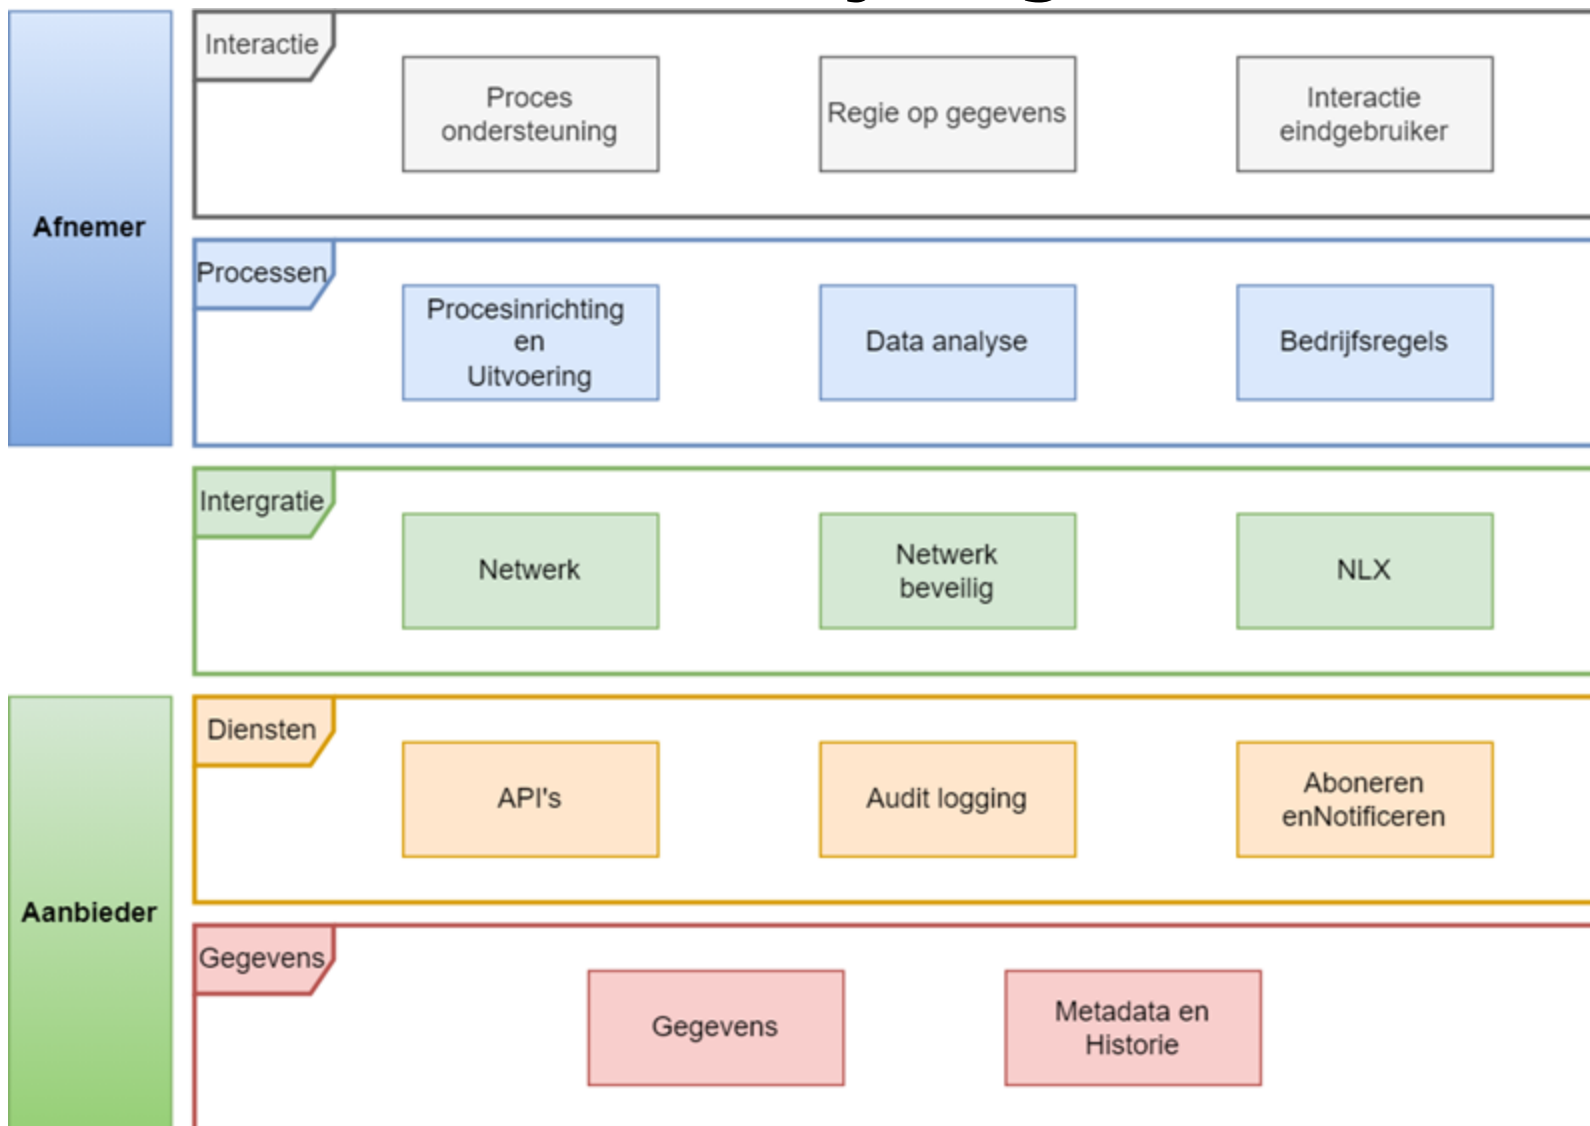 Interactie
Proces
ondersteuning
Regie op gegevens
Interactie
eindgebruiker
Afnemer
Processen
Procesinrichting
en
Uitvoering
Data analyse
Bedrijfsregels
Intergratie
Netwerk
Netwerk
beveilig
NLX
Diensten
API's
Audit logging
Aboneren
enNotificeren
Aanbieder
Gegevens
Gegevens
Metadata en
Historie